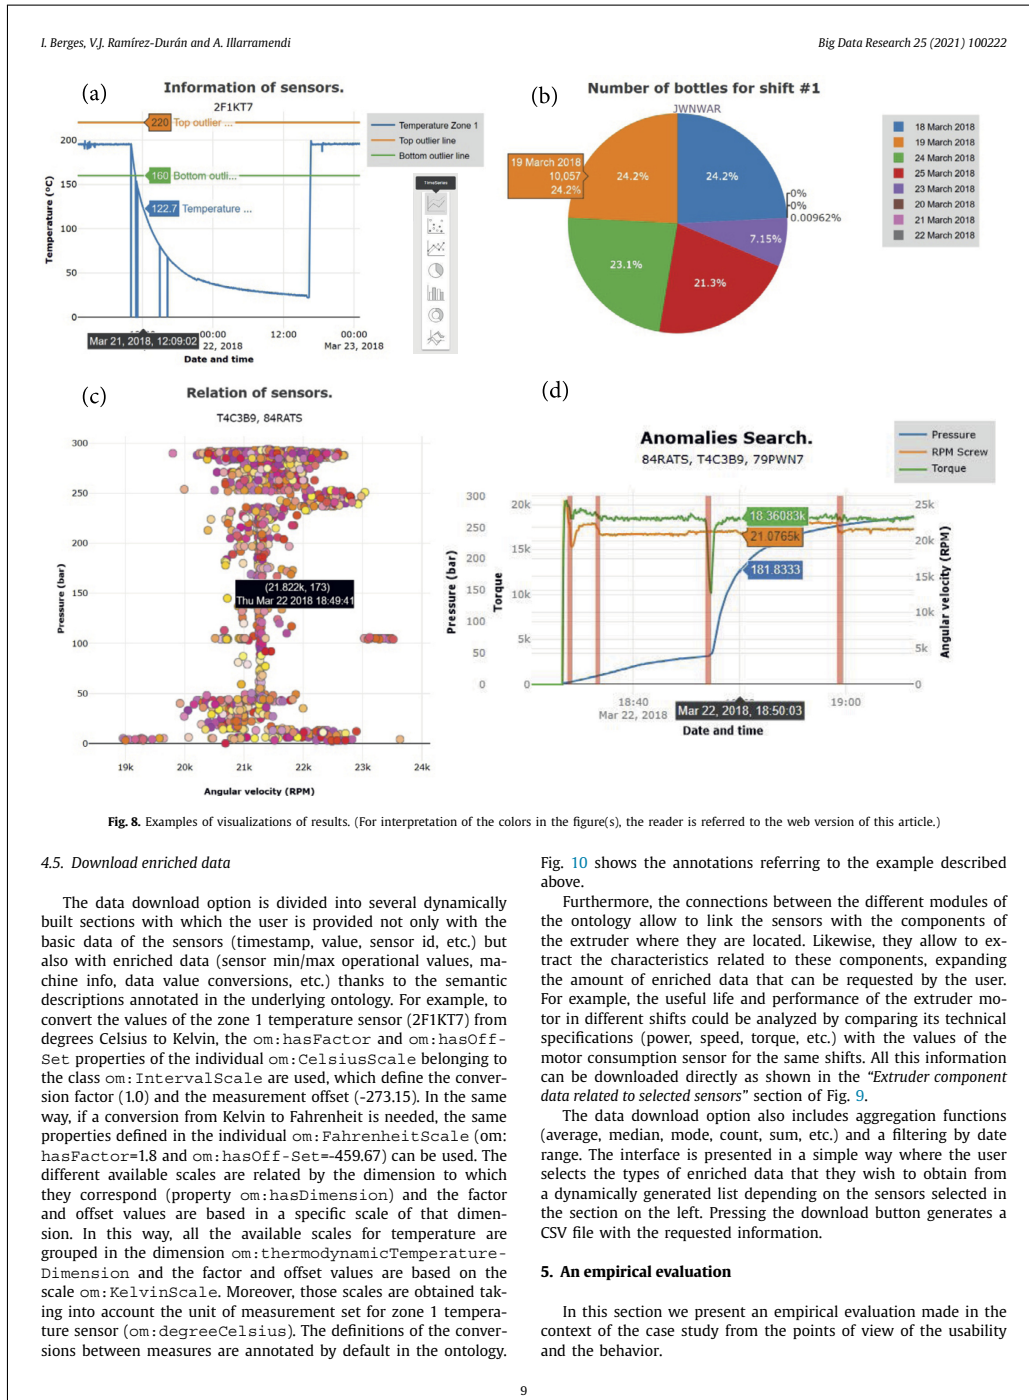 I. Berges, V.J. Ramírez-Durán and A. Illarramendi
Big Data Research 25 (2021) 100222
(a)
Information of sensors.
2F1KT7
220 Top outlier ...
160 Bottom outli...
122.7 Temperature ...
Temperature (ºC)
200
150
100
50
0
00:00
12:00
00:00
22, 2018
Mar 23, 2018
Mar 21, 2018, 12:09:02
Date and time
Temperature Zone 1
Top outlier line
Bottom outlier line
TimeSeries
(b)
Number of bottles for shift #1
JWNWAR
19 March 2018
10,057
24.2%
24.2%
24.2%
0%
0%
0.00962%
7.15%
23.1%
21.3%
18 March 2018
19 March 2018
24 March 2018
25 March 2018
23 March 2018
20 March 2018
21 March 2018
22 March 2018
(c)
Relation of sensors.
T4C3B9, 84RATS
Pressure (bar)
300
250
200
150
100
50
0
(21.822k, 173)
Thu Mar 22 2018 18:49:41
19k
20k
21k
22k
23k
24k
Angular velocity (RPM)
(d)
Anomalies Search.
84RATS, T4C3B9, 79PWN7
Pressure
RPM Screw
Torque
Pressure (bar)
300
250
200
150
100
50
0
Torque
20k
15k
10k
5k
0
18.36083k
21.0765k
181.8333
25k
20k
15k
10k
5k
0
Angular velocity (RPM)
18:40
19:00
Mar 22, 2018
Mar 22, 2018, 18:50:03
Date and time
Fig. 8. Examples of visualizations of results. (For interpretation of the colors in the figure(s), the reader is referred to the web version of this article.)
4.5. Download enriched data
The data download option is divided into several dynamically
built sections with which the user is provided not only with the
basic data of the sensors (timestamp, value, sensor id, etc.) but
also with enriched data (sensor min/max operational values, ma-
chine info, data value conversions, etc.) thanks to the semantic
descriptions annotated in the underlying ontology. For example, to
convert the values of the zone 1 temperature sensor (2F1KT7) from
degrees Celsius to Kelvin, the om:hasFactor and om:hasOff-
Set properties of the individual om:CelsiusScale belonging to
the class om:IntervalScale are used, which define the conver-
sion factor (1.0) and the measurement offset (-273.15). In the same
way, if a conversion from Kelvin to Fahrenheit is needed, the same
properties defined in the individual om:FahrenheitScale (om:
hasFactor=1.8 and om:hasOff-Set=-459.67) can be used. The
different available scales are related by the dimension to which
they correspond (property om:hasDimension) and the factor
and offset values are based in a specific scale of that dimen-
sion. In this way, all the available scales for temperature are
grouped in the dimension om:thermodynamicTemperature-
Dimension and the factor and offset values are based on the
scale om:KelvinScale. Moreover, those scales are obtained tak-
ing into account the unit of measurement set for zone 1 tempera-
ture sensor (om:degreeCelsius). The definitions of the conver-
sions between measures are annotated by default in the ontology.
Fig. 10 shows the annotations referring to the example described
above.
Furthermore, the connections between the different modules of
the ontology allow to link the sensors with the components of
the extruder where they are located. Likewise, they allow to ex-
tract the characteristics related to these components, expanding
the amount of enriched data that can be requested by the user.
For example, the useful life and performance of the extruder mo-
tor in different shifts could be analyzed by comparing its technical
specifications (power, speed, torque, etc.) with the values of the
motor consumption sensor for the same shifts. All this information
can be downloaded directly as shown in the "Extruder component
data related to selected sensors" section of Fig. 9.
The data download option also includes aggregation functions
(average, median, mode, count, sum, etc.) and a filtering by date
range. The interface is presented in a simple way where the user
selects the types of enriched data that they wish to obtain from
a dynamically generated list depending on the sensors selected in
the section on the left. Pressing the download button generates a
CSV file with the requested information.
5. An empirical evaluation
In this section we present an empirical evaluation made in the
context of the case study from the points of view of the usability
and the behavior.
9